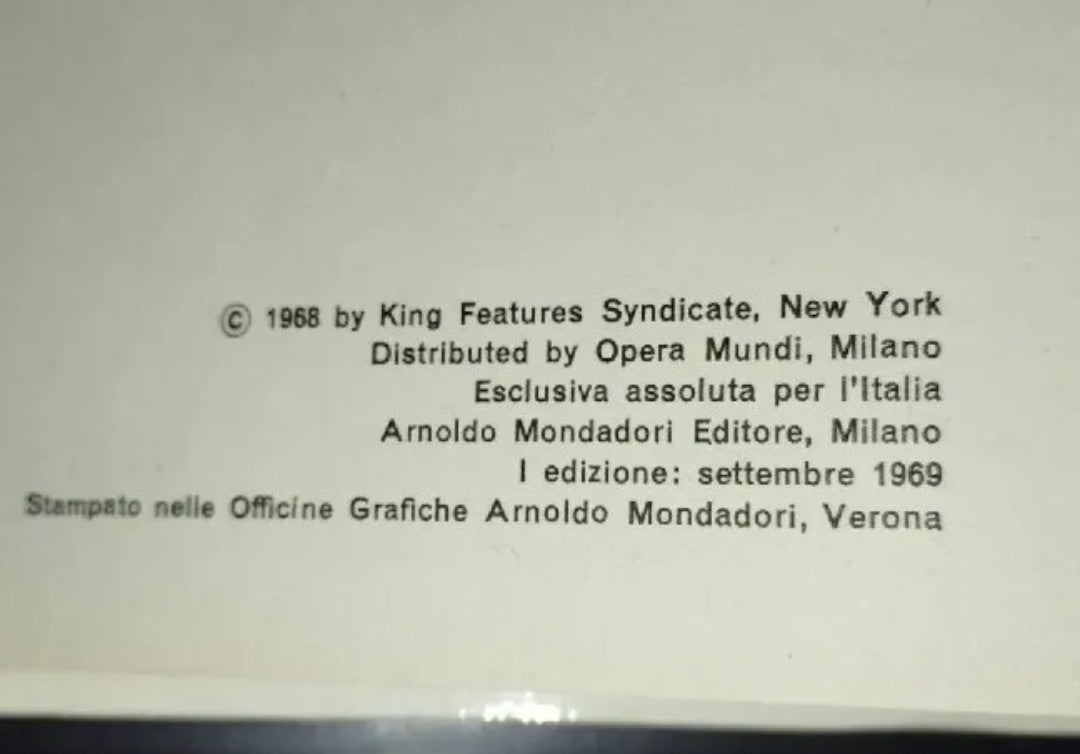 © 1968 by King Features Syndicate, New York
Distributed by Opera Mundi, Milano
Esclusiva assoluta per l'Italia
Arnoldo Mondadori Editore, Milano
I edizione: settembre 1969
Stampato nelle Officine Grafiche Arnoldo Mondadori, Verona